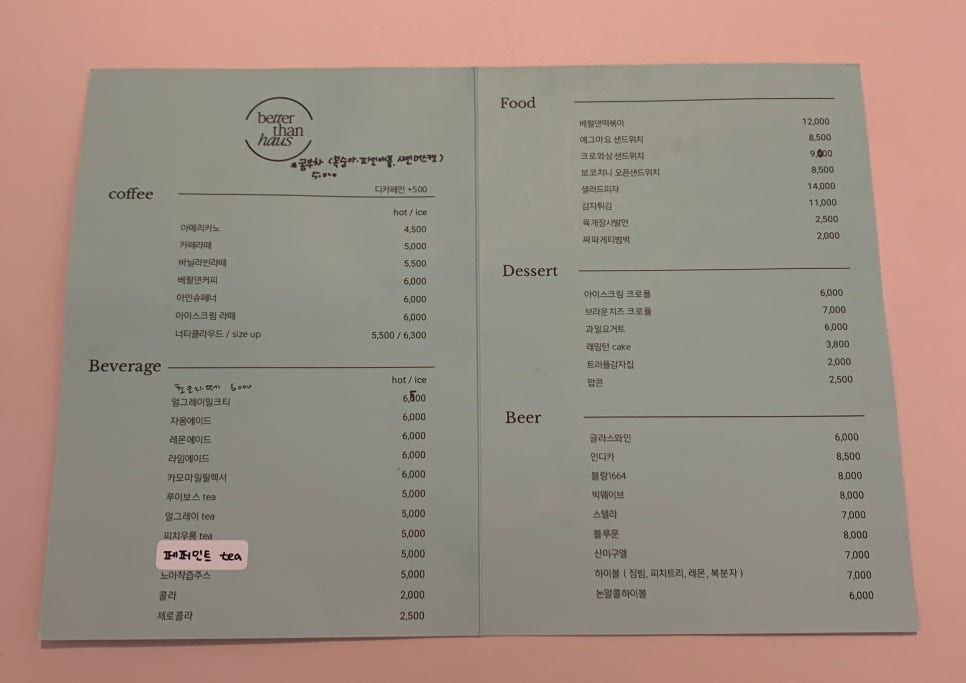 better
than
haus
*콤부차 (복숭아.
5,000
coffee
디카페인 +500
hot / ice
아메리카노 4,500
카페라떼 5,000
바닐라빈라떼 5,500
베럴댄커피 6,000
아인슈페너 6,000
아이스크림 라떼 6,000
너티클라우드 / size up 5,500 / 6,300
Beverage
hot / ice
초코라떼 6000
얼그레이밀크티 6,500
자몽에이드 6,000
레몬에이드 6,000
라임에이드 6,000
카모마일릴렉서 6,000
루이보스 tea 5,000
얼그레이 tea 5,000
피치우롱 tea 5,000
페퍼민트 tea 5,000
노아착즙주스 5,000
콜라 2,000
제로콜라 2,500
Food
베럴댄떡볶이 12,000
에그마요 샌드위치 8,500
크로와상 샌드위치 9,000
보코치니 오픈샌드위치 8,500
샐러드피자 14,000
감자튀김 11,000
육개장사발면 2,500
짜파게티범벅 2,000
Dessert
아이스크림 크로플 6,000
브라운치즈 크로플 7,000
과일요거트 6,000
래밍턴 cake 3,800
트러플감자칩 2,000
팝콘 2,500
Beer
글라스와인 6,000
인디카 8,500
블랑1664 8,000
빅웨이브 8,000
스텔라 7,000
블루문 8,000
산미구엘 7,000
하이볼 ( 짐빔, 피치트리, 레몬, 복분자 ) 7,000
논알콜하이볼 6,000